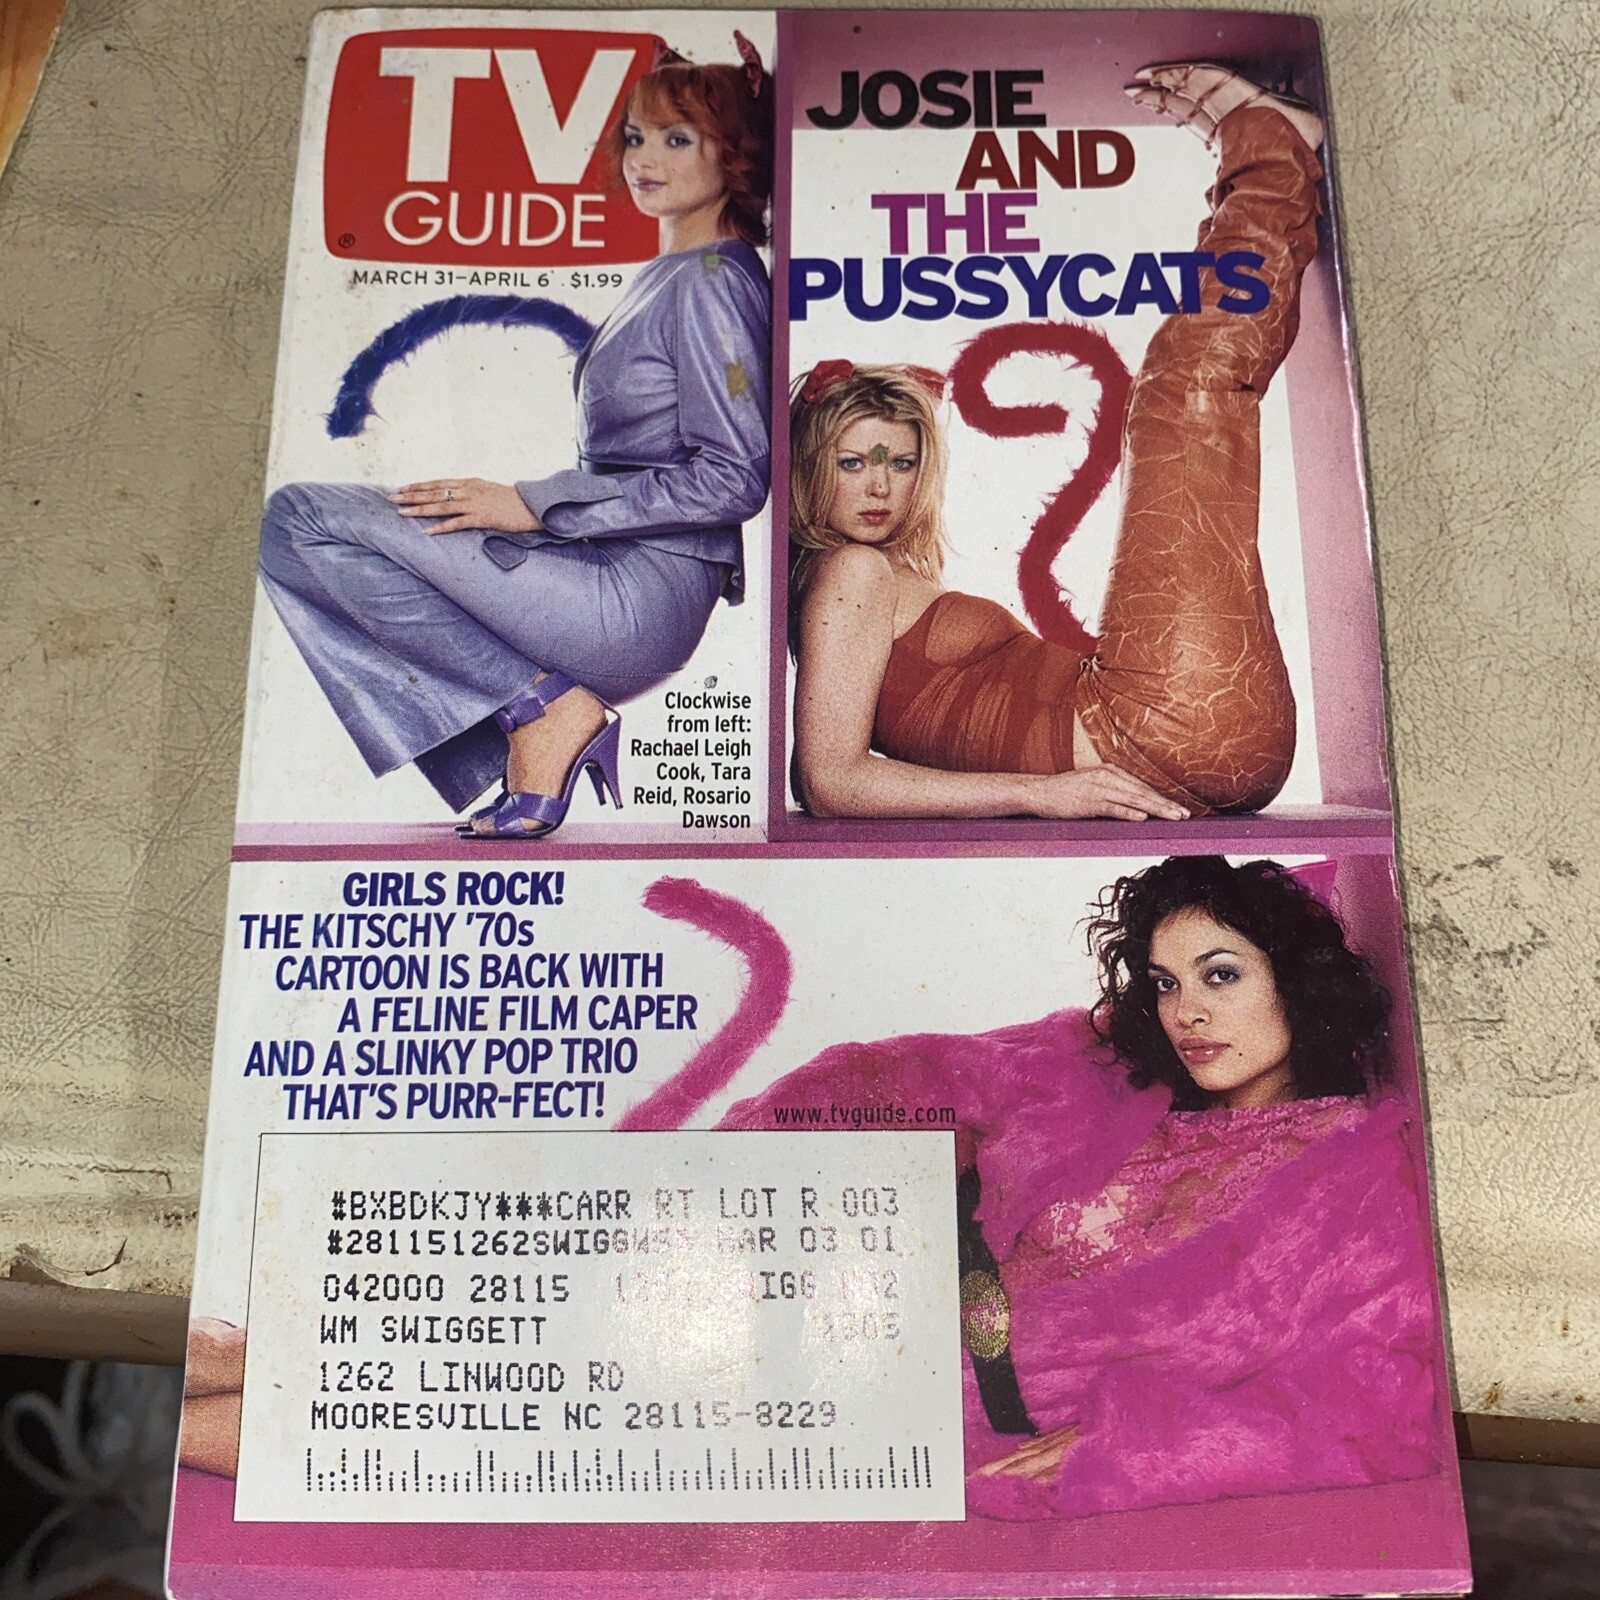 TV
GUIDE
®
MARCH 31–APRIL 6 $1.99
JOSIE
AND
THE
PUSSYCATS
Clockwise
from left:
Rachael Leigh
Cook, Tara
Reid, Rosario
Dawson
GIRLS ROCK!
THE KITSCHY '70s
CARTOON IS BACK WITH
A FELINE FILM CAPER
AND A SLINKY POP TRIO
THAT'S PURR-FECT!
www.tvguide.com
#BXBDKJY***CARR RT LOT R 003
#281151262SWIGG MAR 03 01
042000 28115
WM SWIGGETT
1262 LINWOOD RD
MOORESVILLE NC 28115-8229